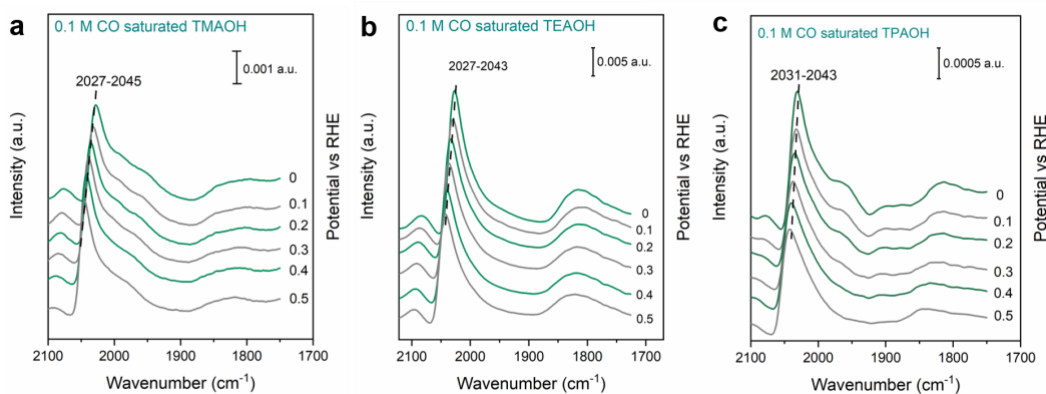 a
0.1 M CO saturated TMAOH
0.001 a.u.
2027-2045
Intensity (a.u.)
Potential vs RHE
0
0.1
0.2
0.3
0.4
0.5
2100 2000 1900 1800 1700
Wavenumber (cm⁻¹)
b
0.1 M CO saturated TEAOH
0.005 a.u.
2027-2043
Intensity (a.u.)
Potential vs RHE
0
0.1
0.2
0.3
0.4
0.5
2100 2000 1900 1800 1700
Wavenumber (cm⁻¹)
c
0.1 M CO saturated TPAOH
0.0005 a.u.
2031-2043
Intensity (a.u.)
Potential vs RHE
0
0.1
0.2
0.3
0.4
0.5
2100 2000 1900 1800 1700
Wavenumber (cm⁻¹)